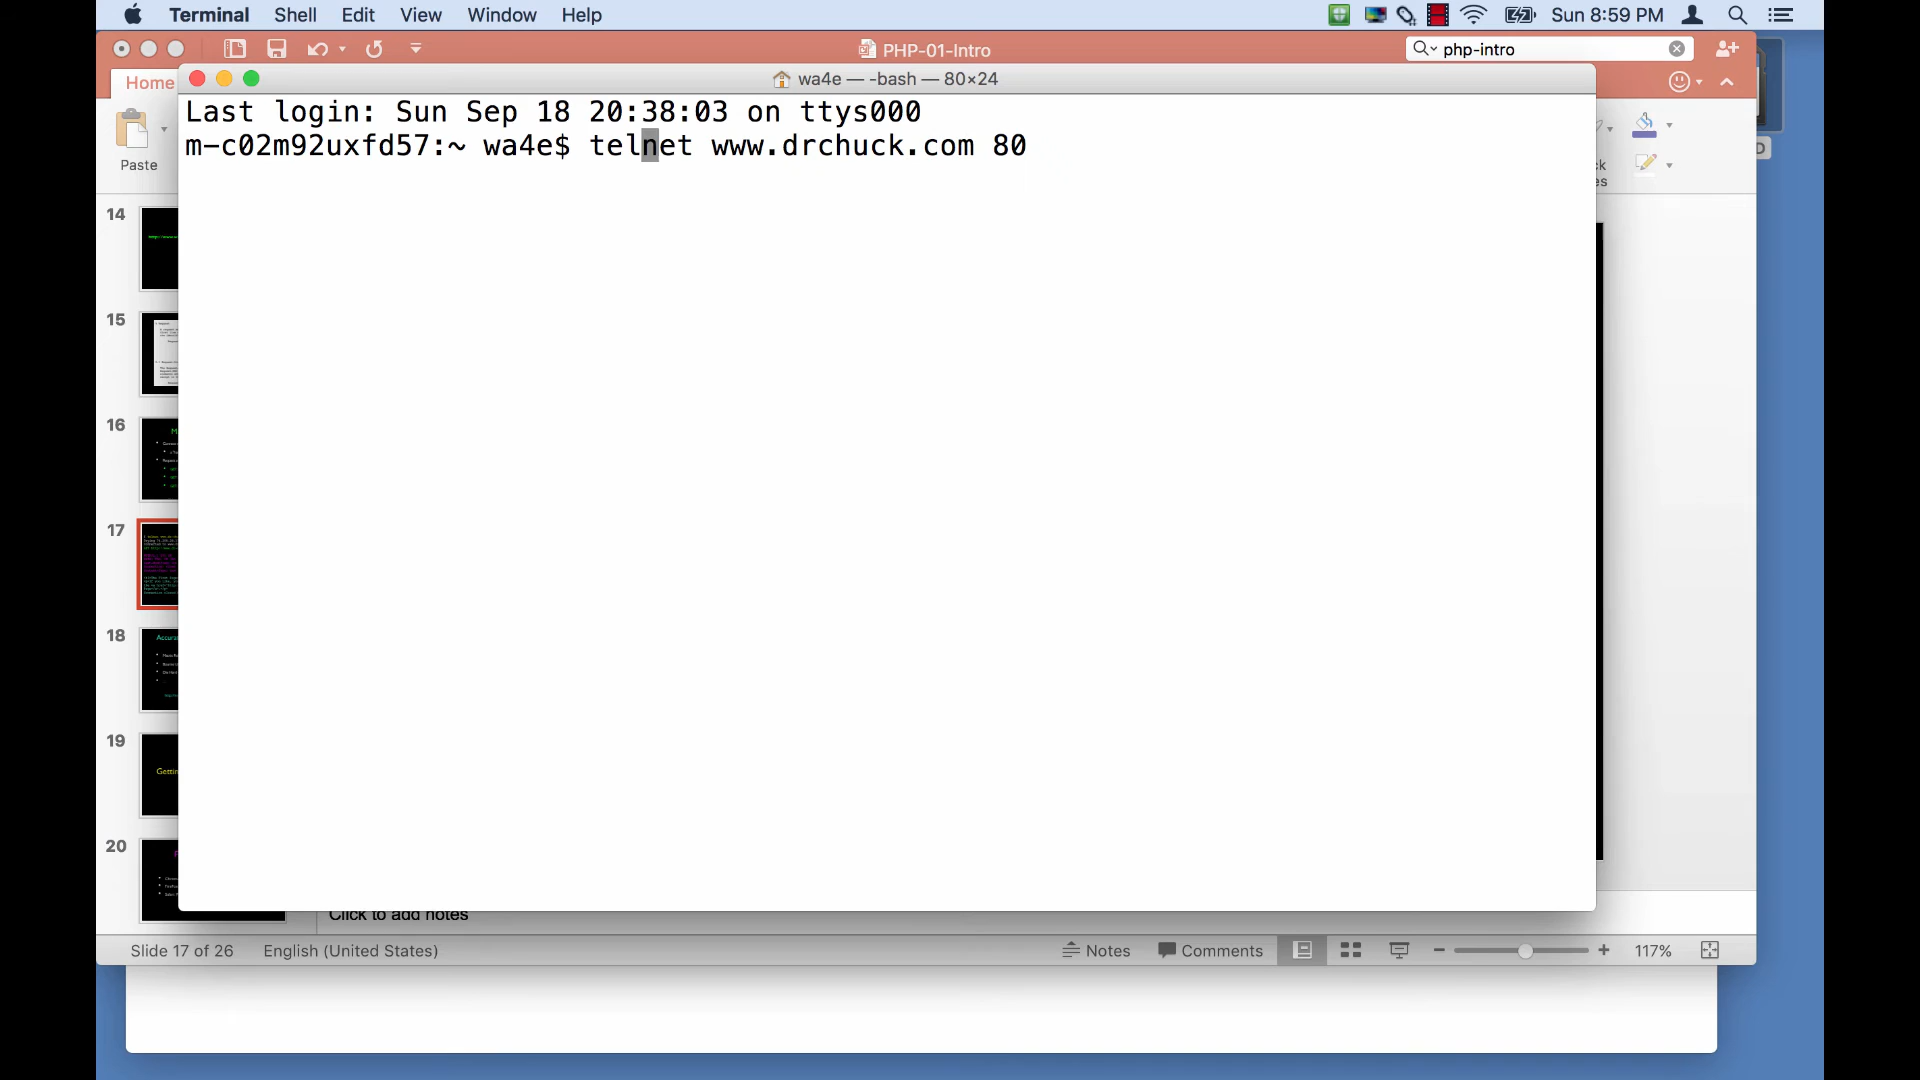 Terminal Shell Edit View Window Help Sun 8:59 PM
PHP-01-Intro
php-intro
Home
wa4e — -bash — 80×24
Last login: Sun Sep 18 20:38:03 on ttys000
m-c02m92uxfd57:~ wa4e$ telnet www.drchuck.com 80
Paste
14
15
16
17
18
19
20
Click to add notes
Slide 17 of 26 English (United States) Notes Comments 117%